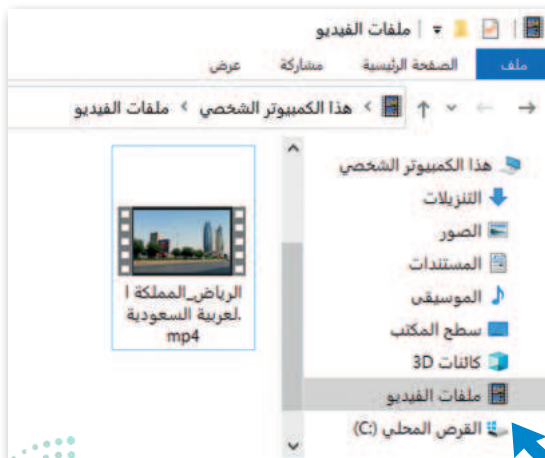 ملفات الفيديو
ملف الصفحة الرئيسية مشاركة عرض
هذا الكمبيوتر الشخصي › ملفات الفيديو
هذا الكمبيوتر الشخصي
التنزيلات
الصور
المستندات
الموسيقى
سطح المكتب
كائنات 3D
ملفات الفيديو
القرص المحلي (C:)
الرياض_المملكة ا
لعربية السعودية.
mp4